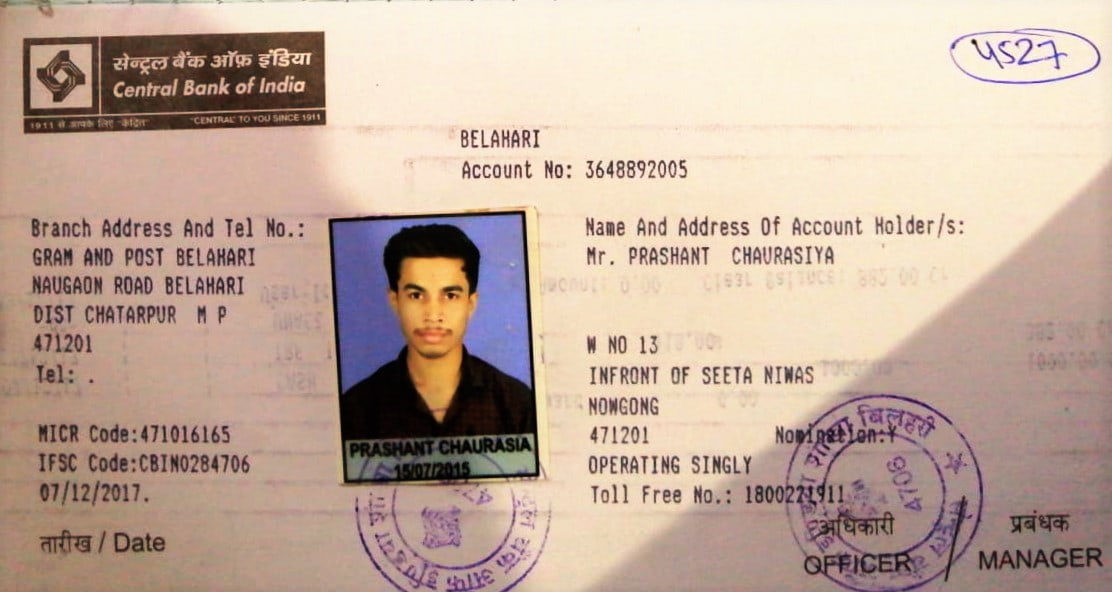 सेन्ट्रल बैंक ऑफ़ इंडिया
Central Bank of India
1911 से आपके लिए "केंद्रित" "CENTRAL" TO YOU SINCE 1911
4527
BELAHARI
Account No: 3648892005
Branch Address And Tel No.:
GRAM AND POST BELAHARI
NAUGAON ROAD BELAHARI
DIST CHATARPUR M P
471201
Tel: .
MICR Code:471016165
IFSC Code:CBIN0284706
07/12/2017.
तारीख / Date
PRASHANT CHAURASIA
15/07/2015
Name And Address Of Account Holder/s:
Mr. PRASHANT CHAURASIYA
W NO 13
INFRONT OF SEETA NIWAS
NOWGONG
471201 Nomination:Y
OPERATING SINGLY
Toll Free No.: 1800221911
शाखा बिलहरी
4706
अधिकारी / प्रबंधक
OFFICER / MANAGER